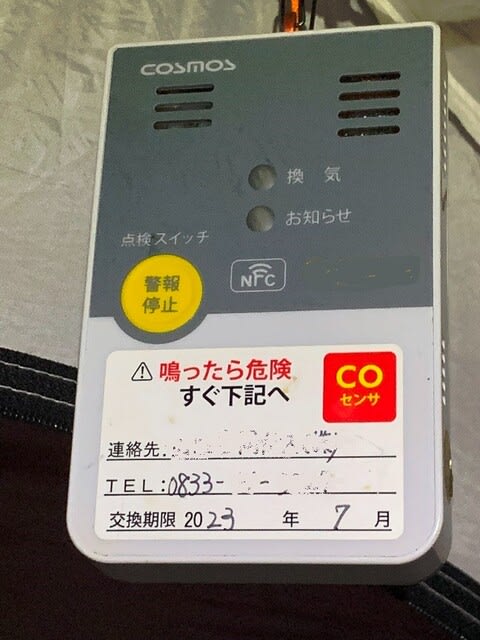 COSMOS
換気
お知らせ
点検スイッチ
警報
停止
NFC
鳴ったら危険
すぐ下記へ
CO
センサ
連絡先.
TEL:0833-
交換期限 2023 年 7 月